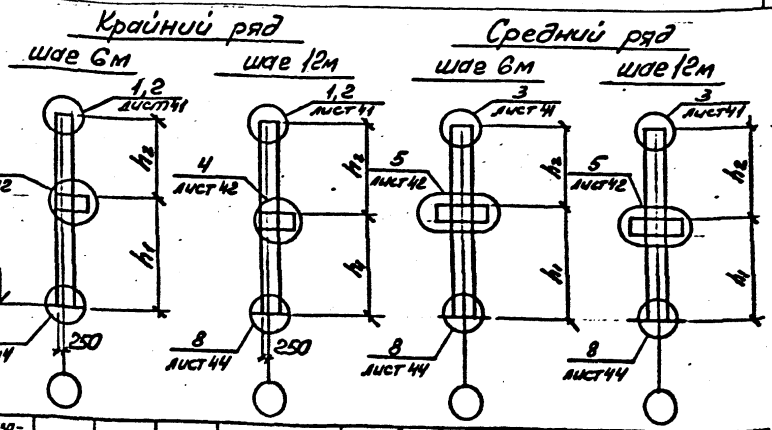 Крайний ряд
Средний ряд
шаг 6м
шаг 12м
шаг 6м
шаг 12м
1,2
лист 41
1,2
лист 41
3
лист 41
3
лист 41
h2
h2
h2
h2
4
лист 42
5
лист 42
5
лист 42
h1
h1
h1
h1
250
250
8
лист 44
8
лист 44
8
лист 44